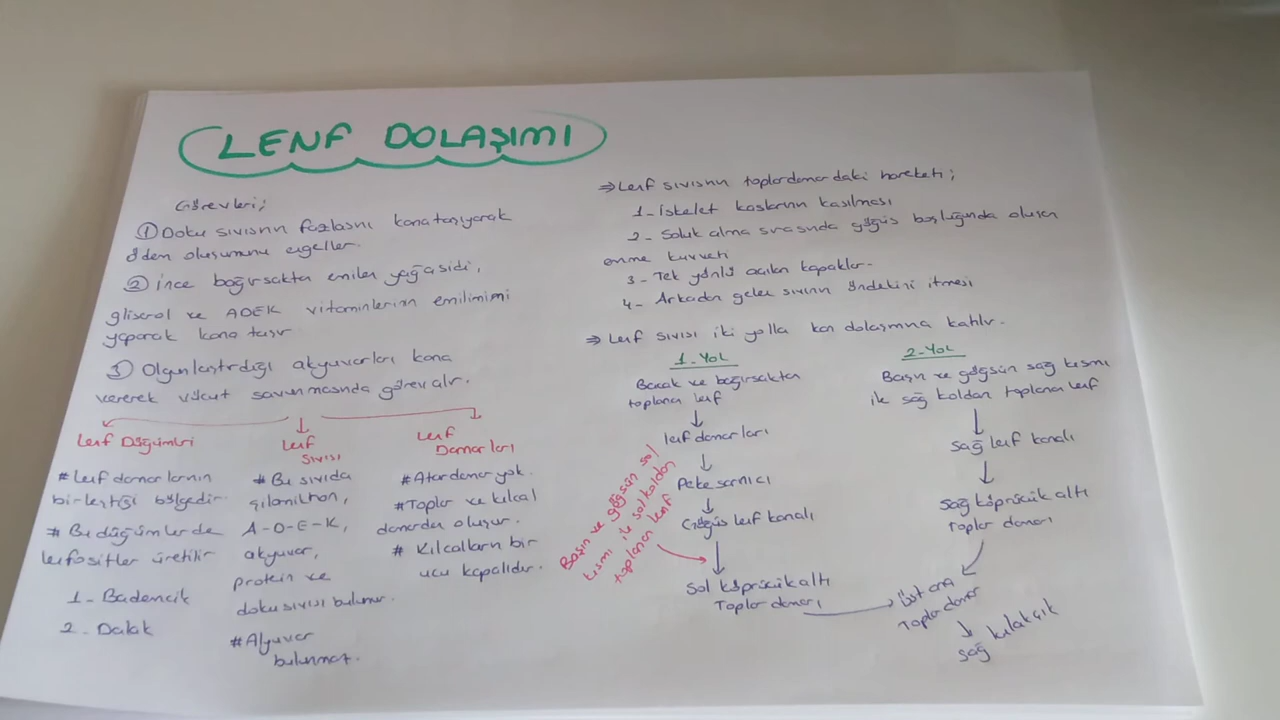 LENF DOLAŞIMI
Görevleri;
① Doku sıvısının fazlasını kana taşıyarak
ödem oluşumunu engeller.
② İnce bağırsaktan emilen yağ asidi,
gliserol ve ADEK vitaminlerinin emilimini
yaparak kana taşır
③ Olgunlaştırdığı akyuvarları kana
vererek vücut savunmasında görev alır.
Lenf Düğümleri
# Lenf damarlarının
birleştiği bölgedir.
# Bu düğümlerde
lenfositler üretilir
1 - Bademcik
2 - Dalak
Lenf
Sıvısı
# Bu sıvıda
şilomikron,
A-D-E-K,
akyuvar,
protein ve
doku sıvısı bulunur.
# Alyuvar
bulunmaz.
Lenf
Damarları
# Atardamar yok.
# Toplar ve kılcal
damardan oluşur.
# Kılcalların bir
ucu kapalıdır.
⇒ Lenf sıvısının toplardamardaki hareketi;
1 - İskelet kaslarının kasılması
2 - Soluk alma sırasında göğüs boşluğunda oluşan
emme kuvveti
3 - Tek yönlü açılan kapaklar.
4 - Arkadan gelen sıvının öndekini itmesi
⇒ Lenf sıvısı iki yolla kan dolaşımına katılır.
1. Yol
Bacak ve bağırsaktan
toplanan lenf
↓
lenf damarları
↓
Peke sarnıcı
↓
Göğüs lenf kanalı
↓
Sol köprücük altı
Toplar damarı
Başın ve göğsün sol
kısmı ile sol koldan
toplanan lenf
2-Yol
Başın ve göğsün sağ kısmı
ile sağ koldan toplanan lenf
↓
Sağ lenf kanalı
↓
Sağ köprücük altı
toplar damarı
Üst ana
Toplar damar
↓
Sağ kulakçık